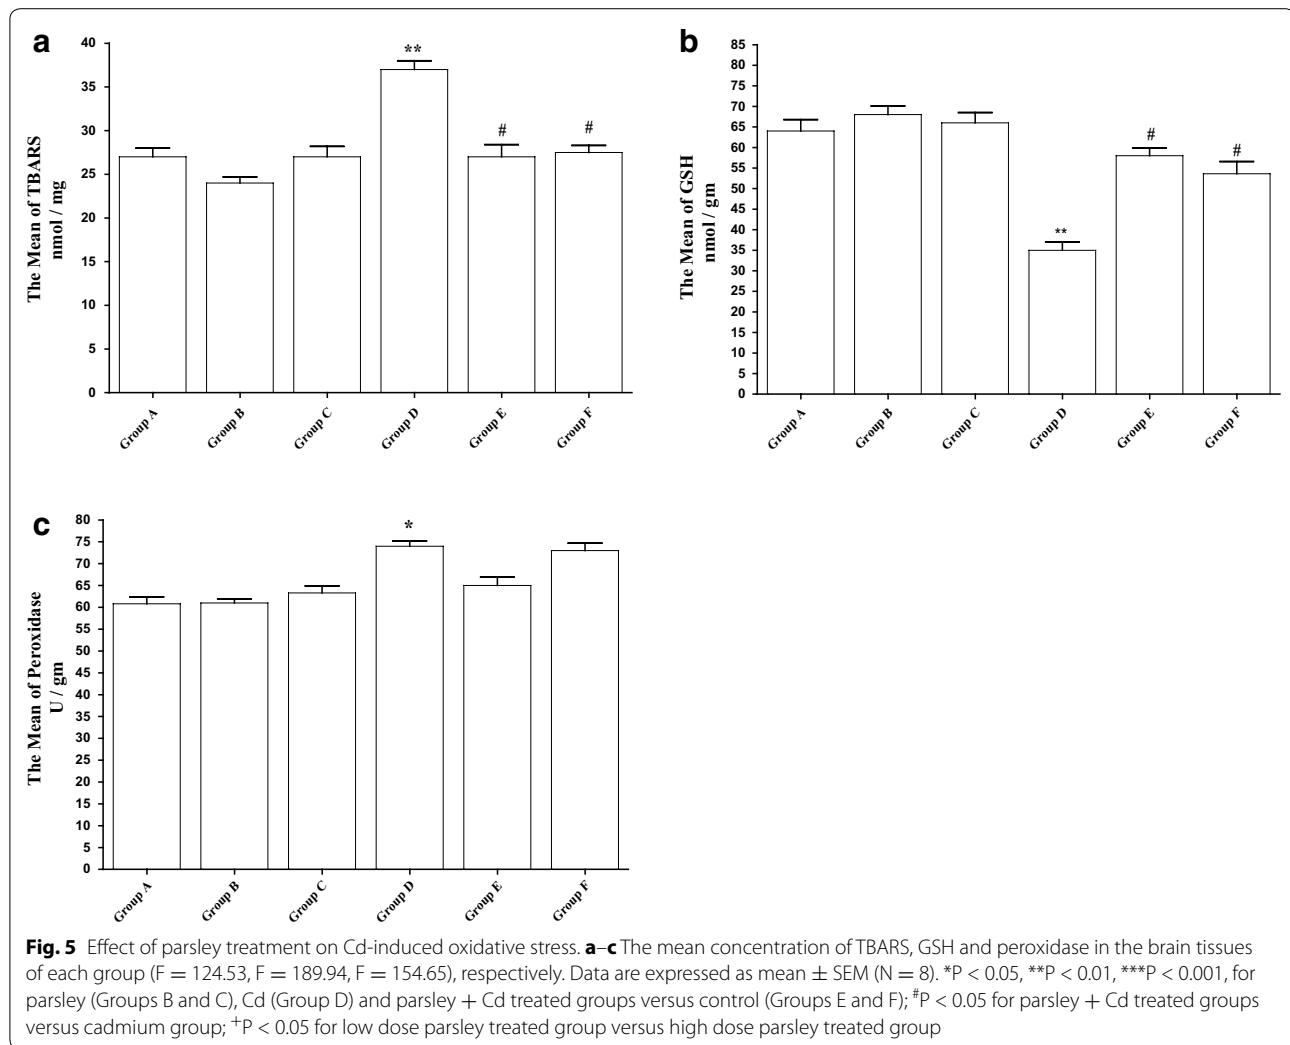 a
The Mean of TBARS
nmol / mg
40
35
30
25
20
15
10
5
0
**
#
#
Group A
Group B
Group C
Group D
Group E
Group F
b
The Mean of GSH
nmol / gm
85
80
75
70
65
60
55
50
45
40
35
30
25
20
15
10
5
0
**
#
#
Group A
Group B
Group C
Group D
Group E
Group F
c
The Mean of Peroxidase
U / gm
80
75
70
65
60
55
50
45
40
35
30
25
20
15
10
5
0
*
Group A
Group B
Group C
Group D
Group E
Group F
Fig. 5 Effect of parsley treatment on Cd-induced oxidative stress. a–c The mean concentration of TBARS, GSH and peroxidase in the brain tissues
of each group (F = 124.53, F = 189.94, F = 154.65), respectively. Data are expressed as mean ± SEM (N = 8). *P < 0.05, **P < 0.01, ***P < 0.001, for
parsley (Groups B and C), Cd (Group D) and parsley + Cd treated groups versus control (Groups E and F); #P < 0.05 for parsley + Cd treated groups
versus cadmium group; +P < 0.05 for low dose parsley treated group versus high dose parsley treated group